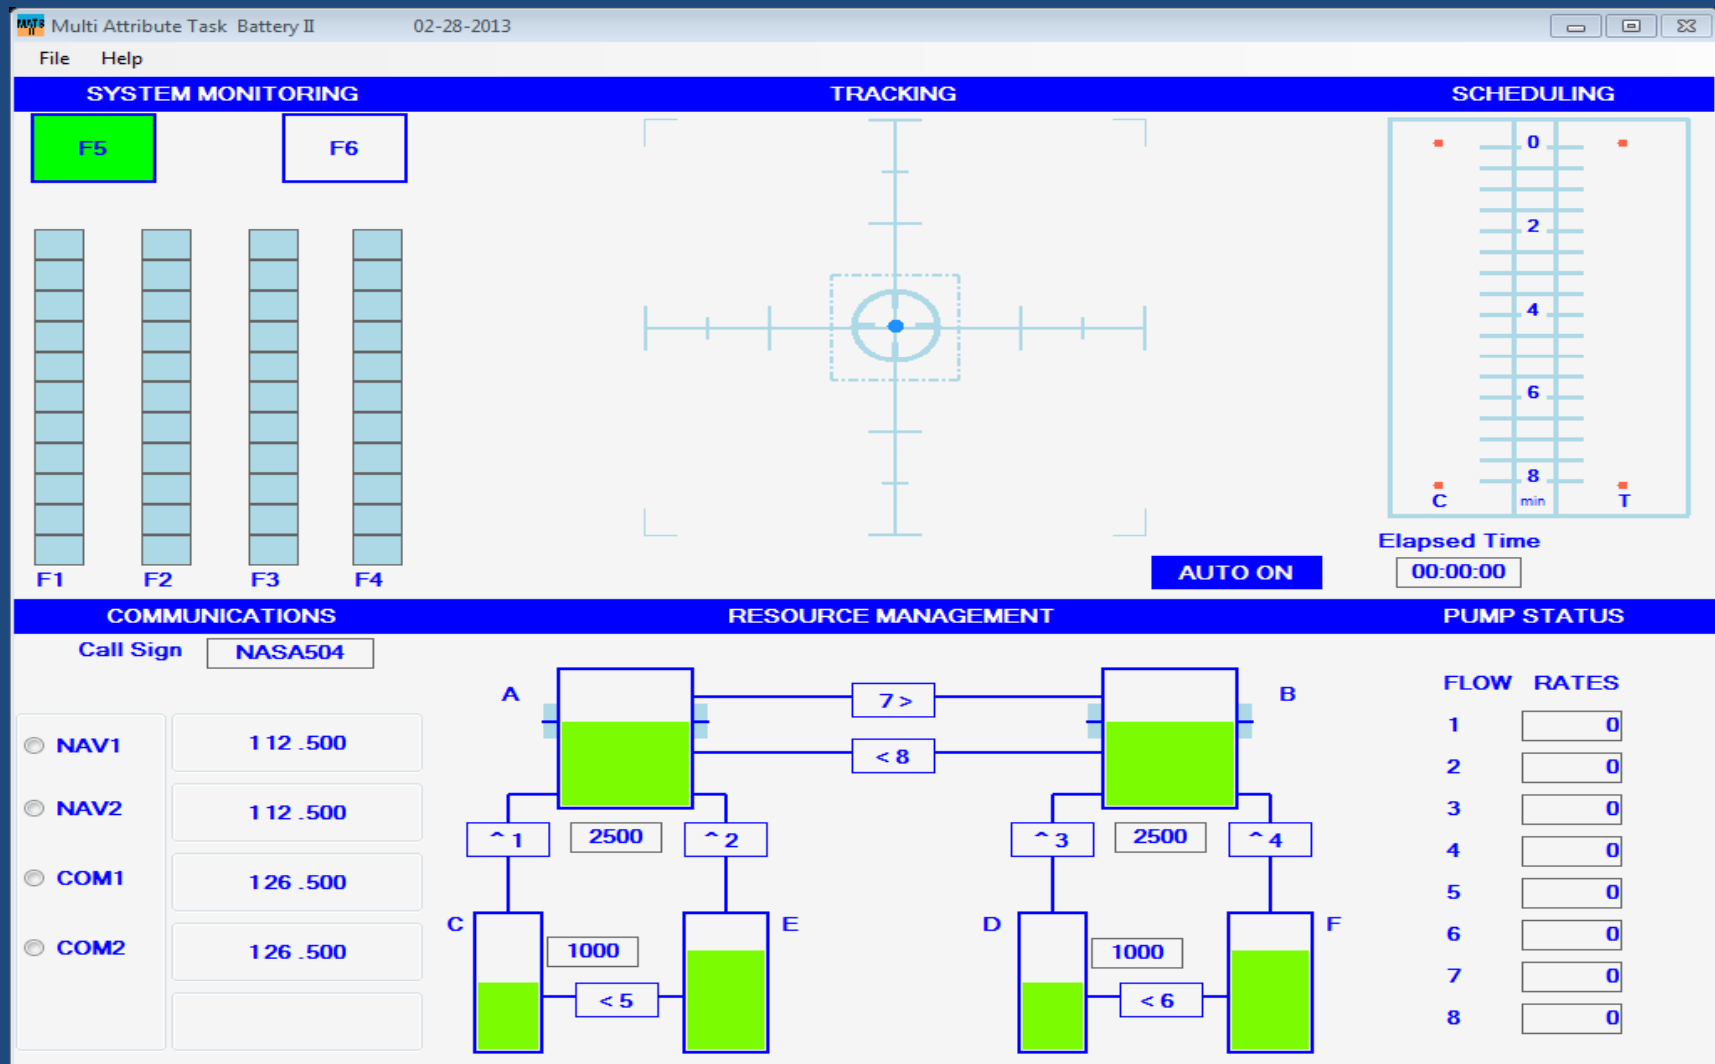 MATB II Multi Attribute Task Battery II 02-28-2013
File Help
SYSTEM MONITORING TRACKING SCHEDULING
F5 F6
0
2
4
6
8
C min T
F1 F2 F3 F4
Elapsed Time
AUTO ON 00:00:00
COMMUNICATIONS RESOURCE MANAGEMENT PUMP STATUS
Call Sign NASA504
NAV1 112.500
NAV2 112.500
COM1 126.500
COM2 126.500
A 7 > B
< 8
^ 1 2500 ^ 2 ^ 3 2500 ^ 4
C E D F
1000 1000
< 5 < 6
FLOW RATES
1 0
2 0
3 0
4 0
5 0
6 0
7 0
8 0